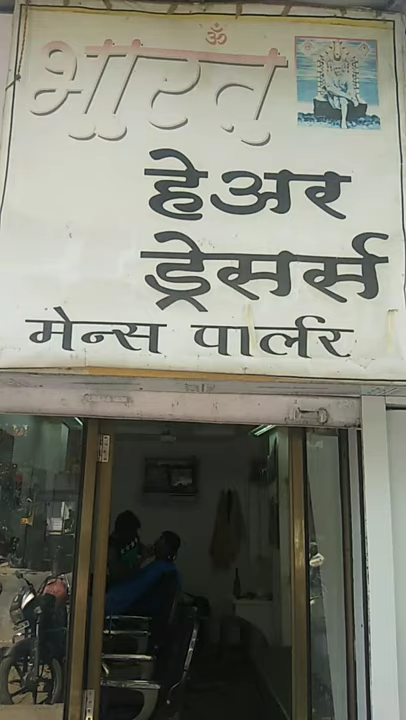 ॐ
भारत
हेअर
ड्रेसर्स
मेन्स पार्लर